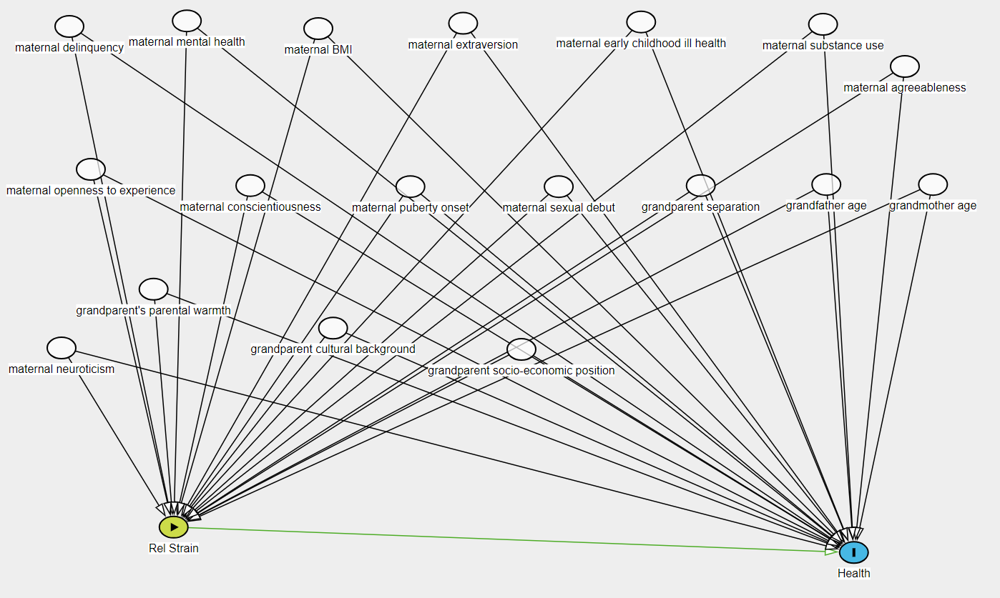 maternal delinquency
maternal mental health
maternal BMI
maternal extraversion
maternal early childhood ill health
maternal substance use
maternal agreeableness
maternal openness to experience
maternal conscientiousness
maternal puberty onset
maternal sexual debut
grandparent separation
grandfather age
grandmother age
grandparent's parental warmth
grandparent cultural background
maternal neuroticism
grandparent socio-economic position
Rel Strain
Health